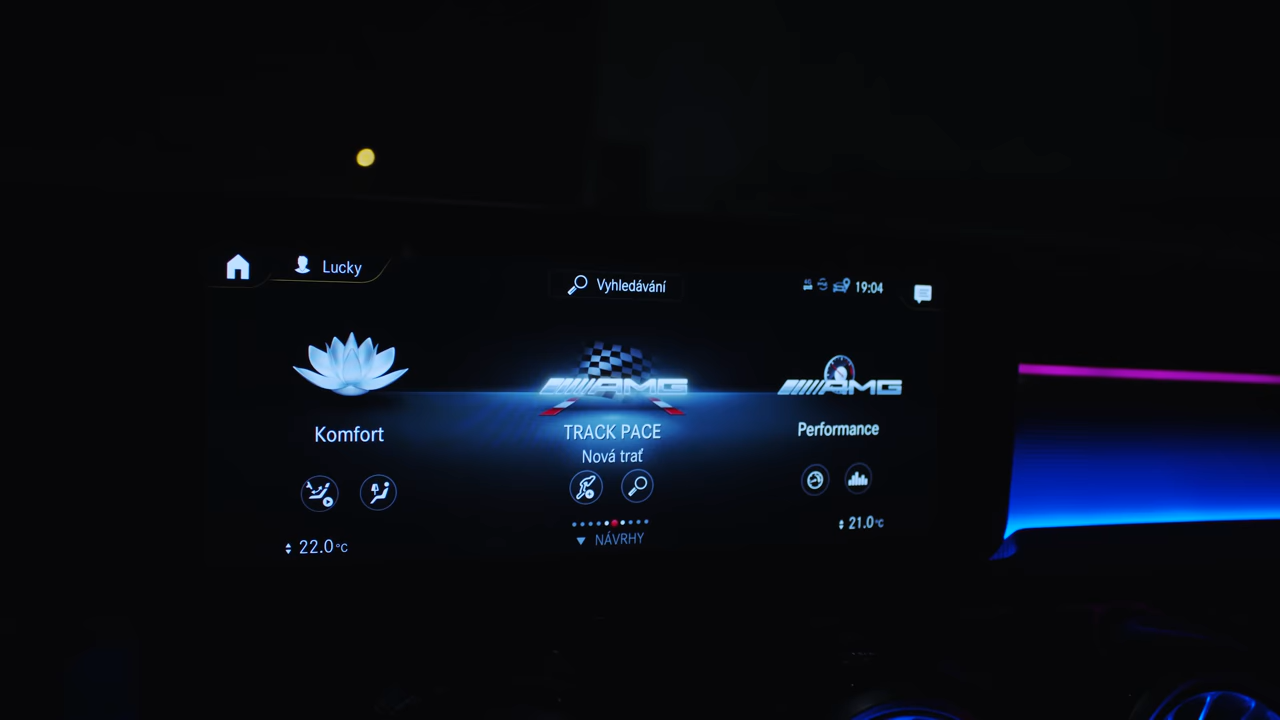 Lucky
Vyhledávání
19:04
AMG
AMG
Komfort
TRACK PACE
Performance
Nová trať
NÁVRHY
22.0°C
21.0°C